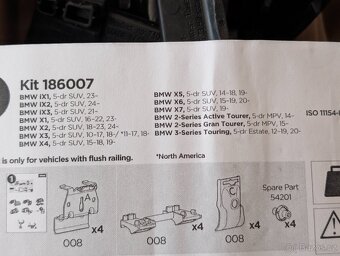 Kit 186007
BMW iX1, 5-dr SUV, 23-
BMW iX2, 5-dr SUV, 24-
BMW iX3, 5-dr SUV, 21-
BMW X1, 5-dr SUV, 16-22, 23-
BMW X2, 5-dr SUV, 18-23, 24-
BMW X3, 5-dr SUV, 10-17, 18- / *11-17, 18-
BMW X4, 5-dr SUV, 15-18, 19-
BMW X5, 5-dr SUV, 14-18, 19-
BMW X6, 5-dr SUV, 15-19, 20-
BMW X7, 5-dr SUV, 19-
BMW 2-Series Active Tourer, 5-dr MPV, 14-
BMW 2-Series Gran Tourer, 5-dr MPV, 15-
BMW 3-Series Touring, 5-dr Estate, 12-19, 20-
ISO 11154-
is only for vehicles with flush railing.
*North America
1
x4
008
x4
008
x4
008
Spare Part
54201
x4